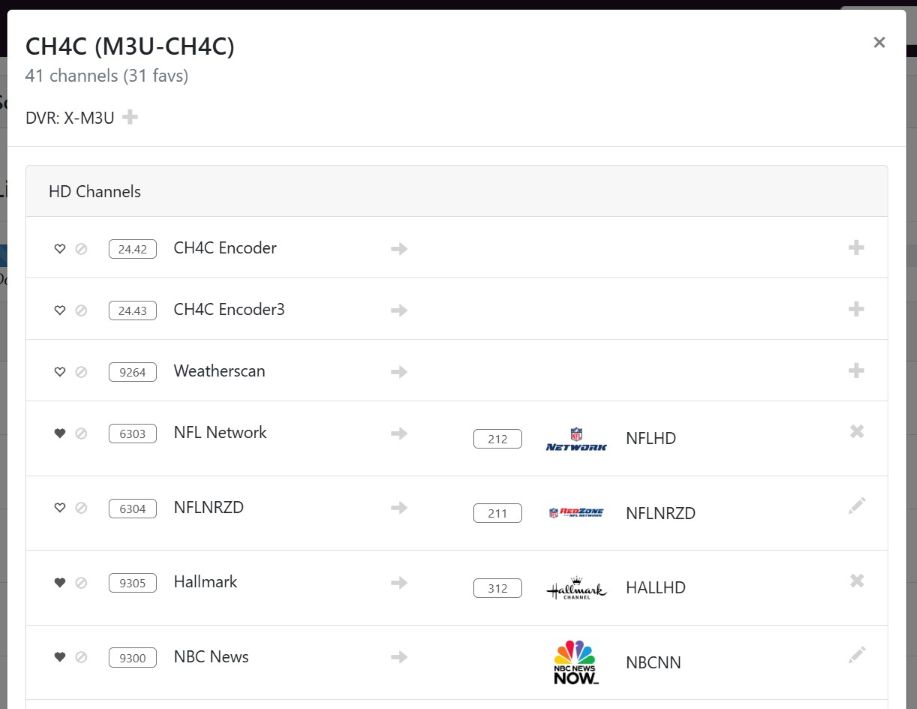 CH4C (M3U-CH4C)
41 channels (31 favs)
DVR: X-M3U
HD Channels
24.42 CH4C Encoder
24.43 CH4C Encoder3
9264 Weatherscan
6303 NFL Network 212 NFL NETWORK NFLHD
6304 NFLNRZD 211 NFL REDZONE NFLNRZD
9305 Hallmark 312 Hallmark CHANNEL HALLHD
9300 NBC News NBC NEWS NOW NBCNN